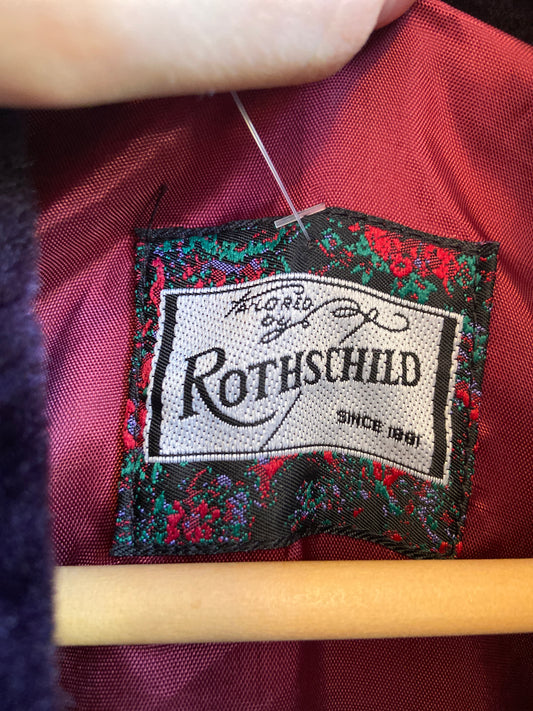 Tailored
by
ROTHSCHILD
SINCE 1881